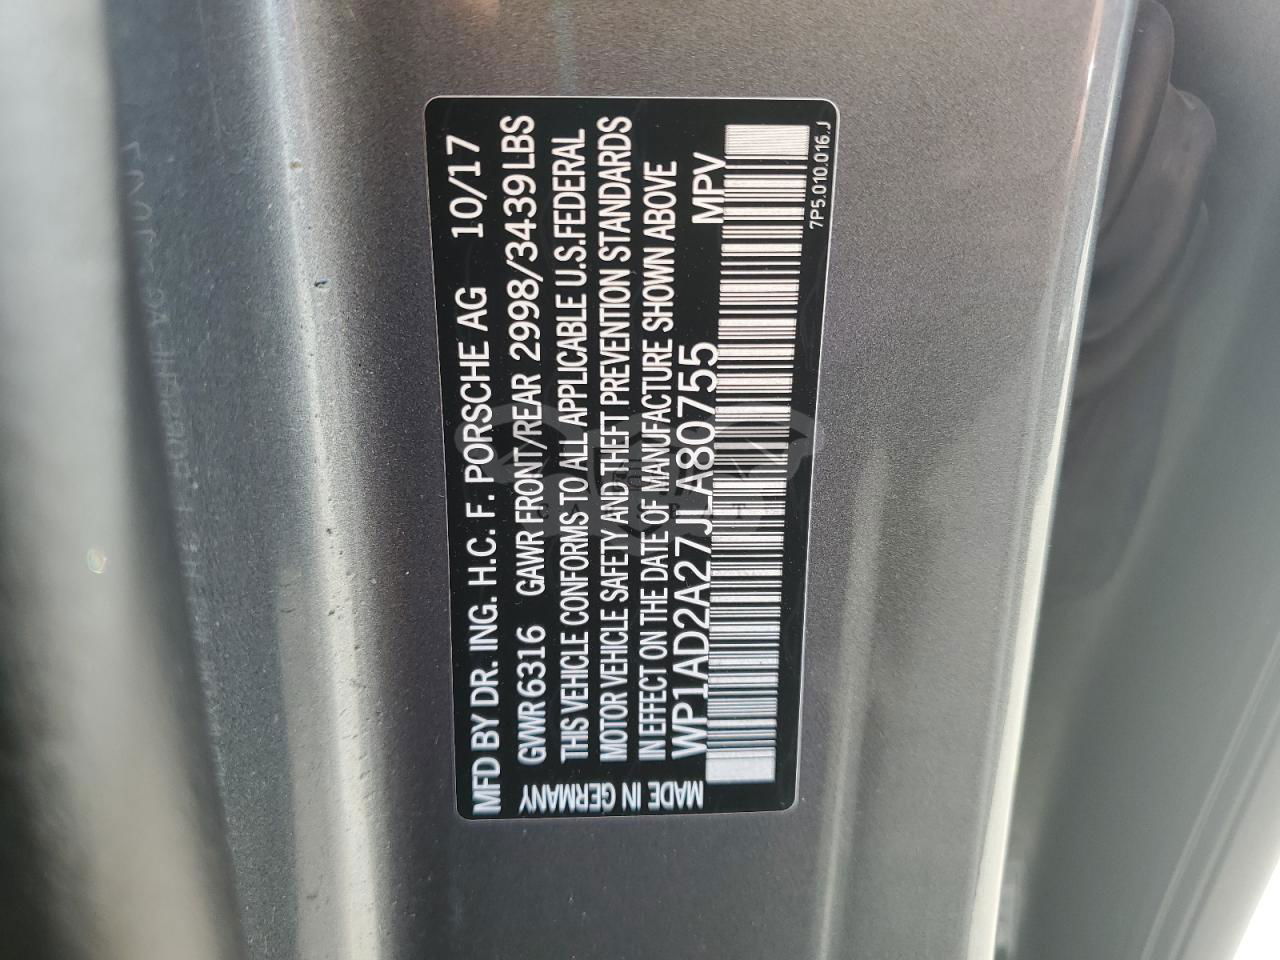 MFD BY DR. ING. H.C. F. PORSCHE AG 10/17
GVWR 6316 GAWR FRONT/REAR 2998/3439 LBS
THIS VEHICLE CONFORMS TO ALL APPLICABLE U.S.FEDERAL
MOTOR VEHICLE SAFETY AND THEFT PREVENTION STANDARDS
IN EFFECT ON THE DATE OF MANUFACTURE SHOWN ABOVE
WP1AD2A27JLA80755 MPV
MADE IN GERMANY
7P5.010.016.J